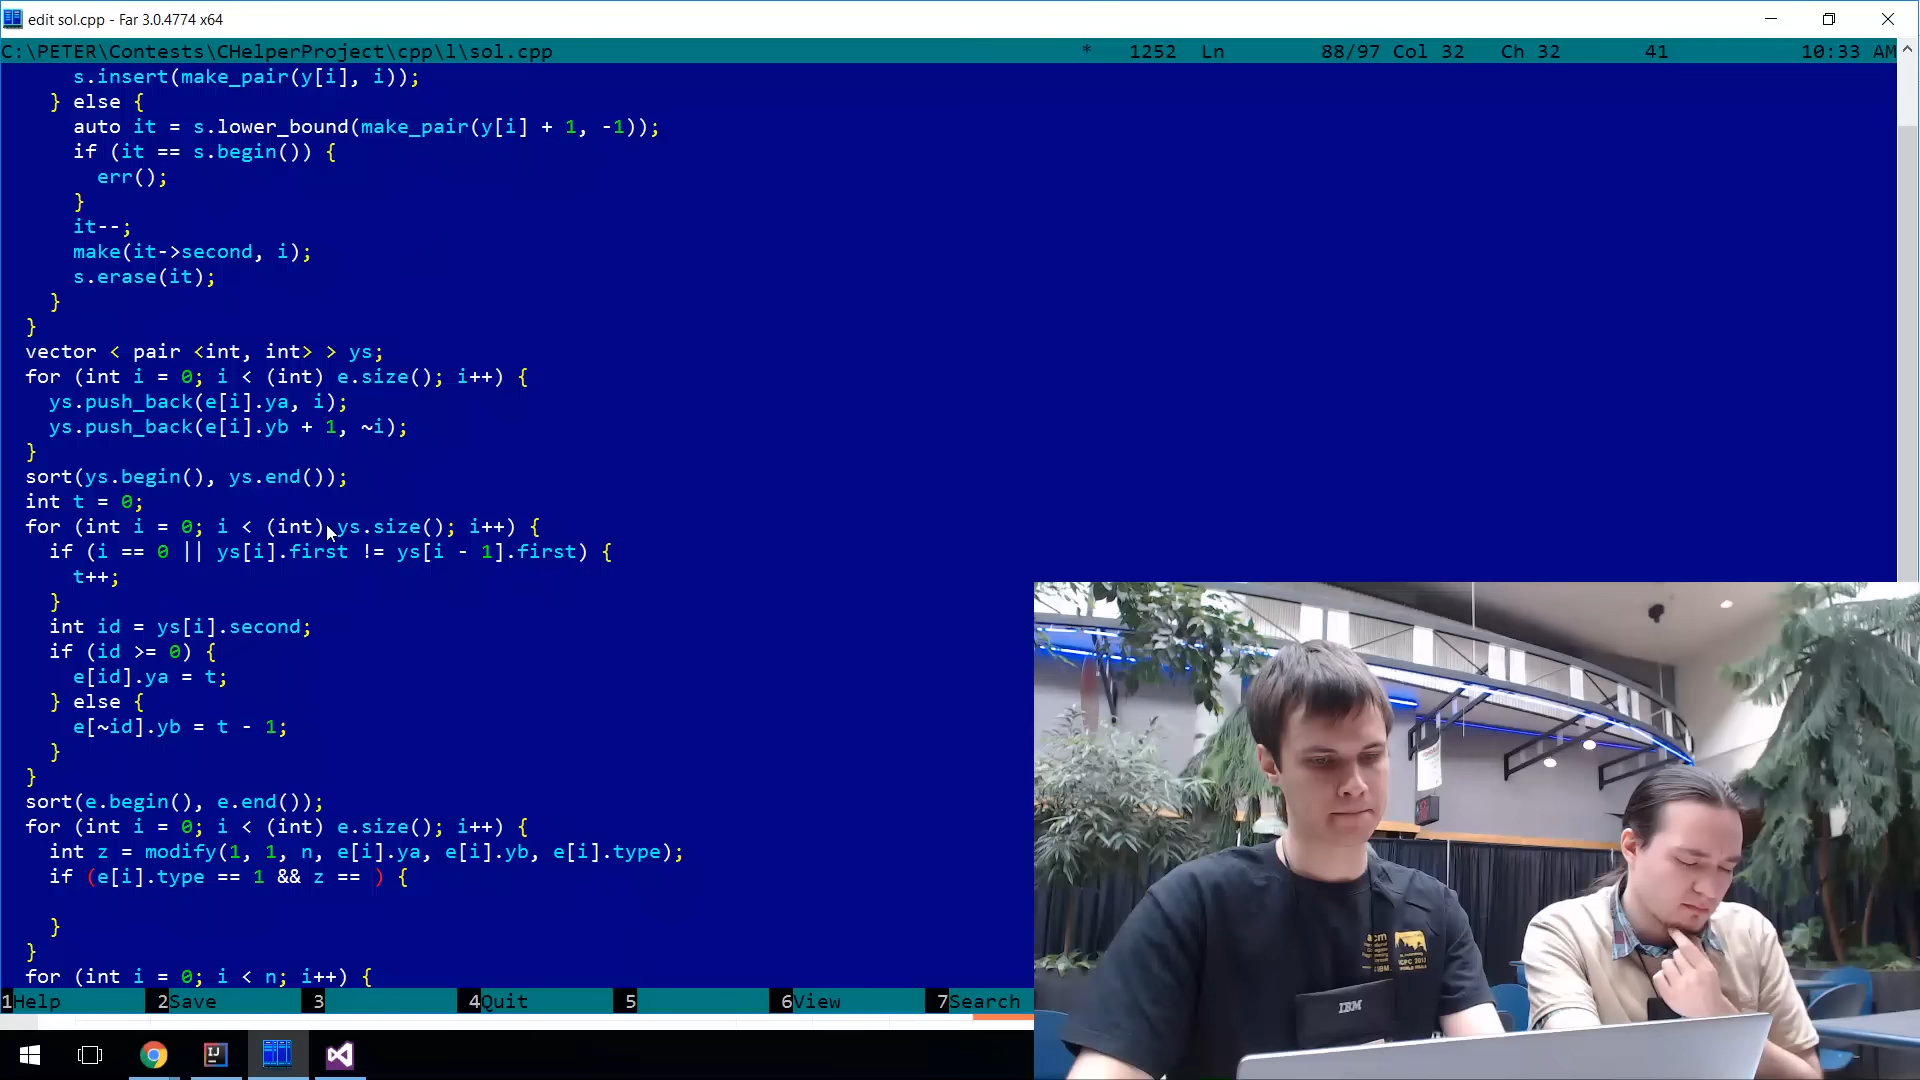 edit sol.cpp - Far 3.0.4774 x64
C:\PETER\Contests\CHelperProject\cpp\l\sol.cpp * 1252 Ln 88/97 Col 32 Ch 32 41 10:33 AM
s.insert(make_pair(y[i], i));
} else {
auto it = s.lower_bound(make_pair(y[i] + 1, -1));
if (it == s.begin()) {
err();
}
it--;
make(it->second, i);
s.erase(it);
}
}
vector < pair <int, int> > ys;
for (int i = 0; i < (int) e.size(); i++) {
ys.push_back(e[i].ya, i);
ys.push_back(e[i].yb + 1, ~i);
}
sort(ys.begin(), ys.end());
int t = 0;
for (int i = 0; i < (int) ys.size(); i++) {
if (i == 0 || ys[i].first != ys[i - 1].first) {
t++;
}
int id = ys[i].second;
if (id >= 0) {
e[id].ya = t;
} else {
e[~id].yb = t - 1;
}
}
sort(e.begin(), e.end());
for (int i = 0; i < (int) e.size(); i++) {
int z = modify(1, 1, n, e[i].ya, e[i].yb, e[i].type);
if (e[i].type == 1 && z == ) {
}
}
for (int i = 0; i < n; i++) {
1Help 2Save 3 4Quit 5 6View 7Search
acm
ICPC 2013
IBM
IBM
IJ